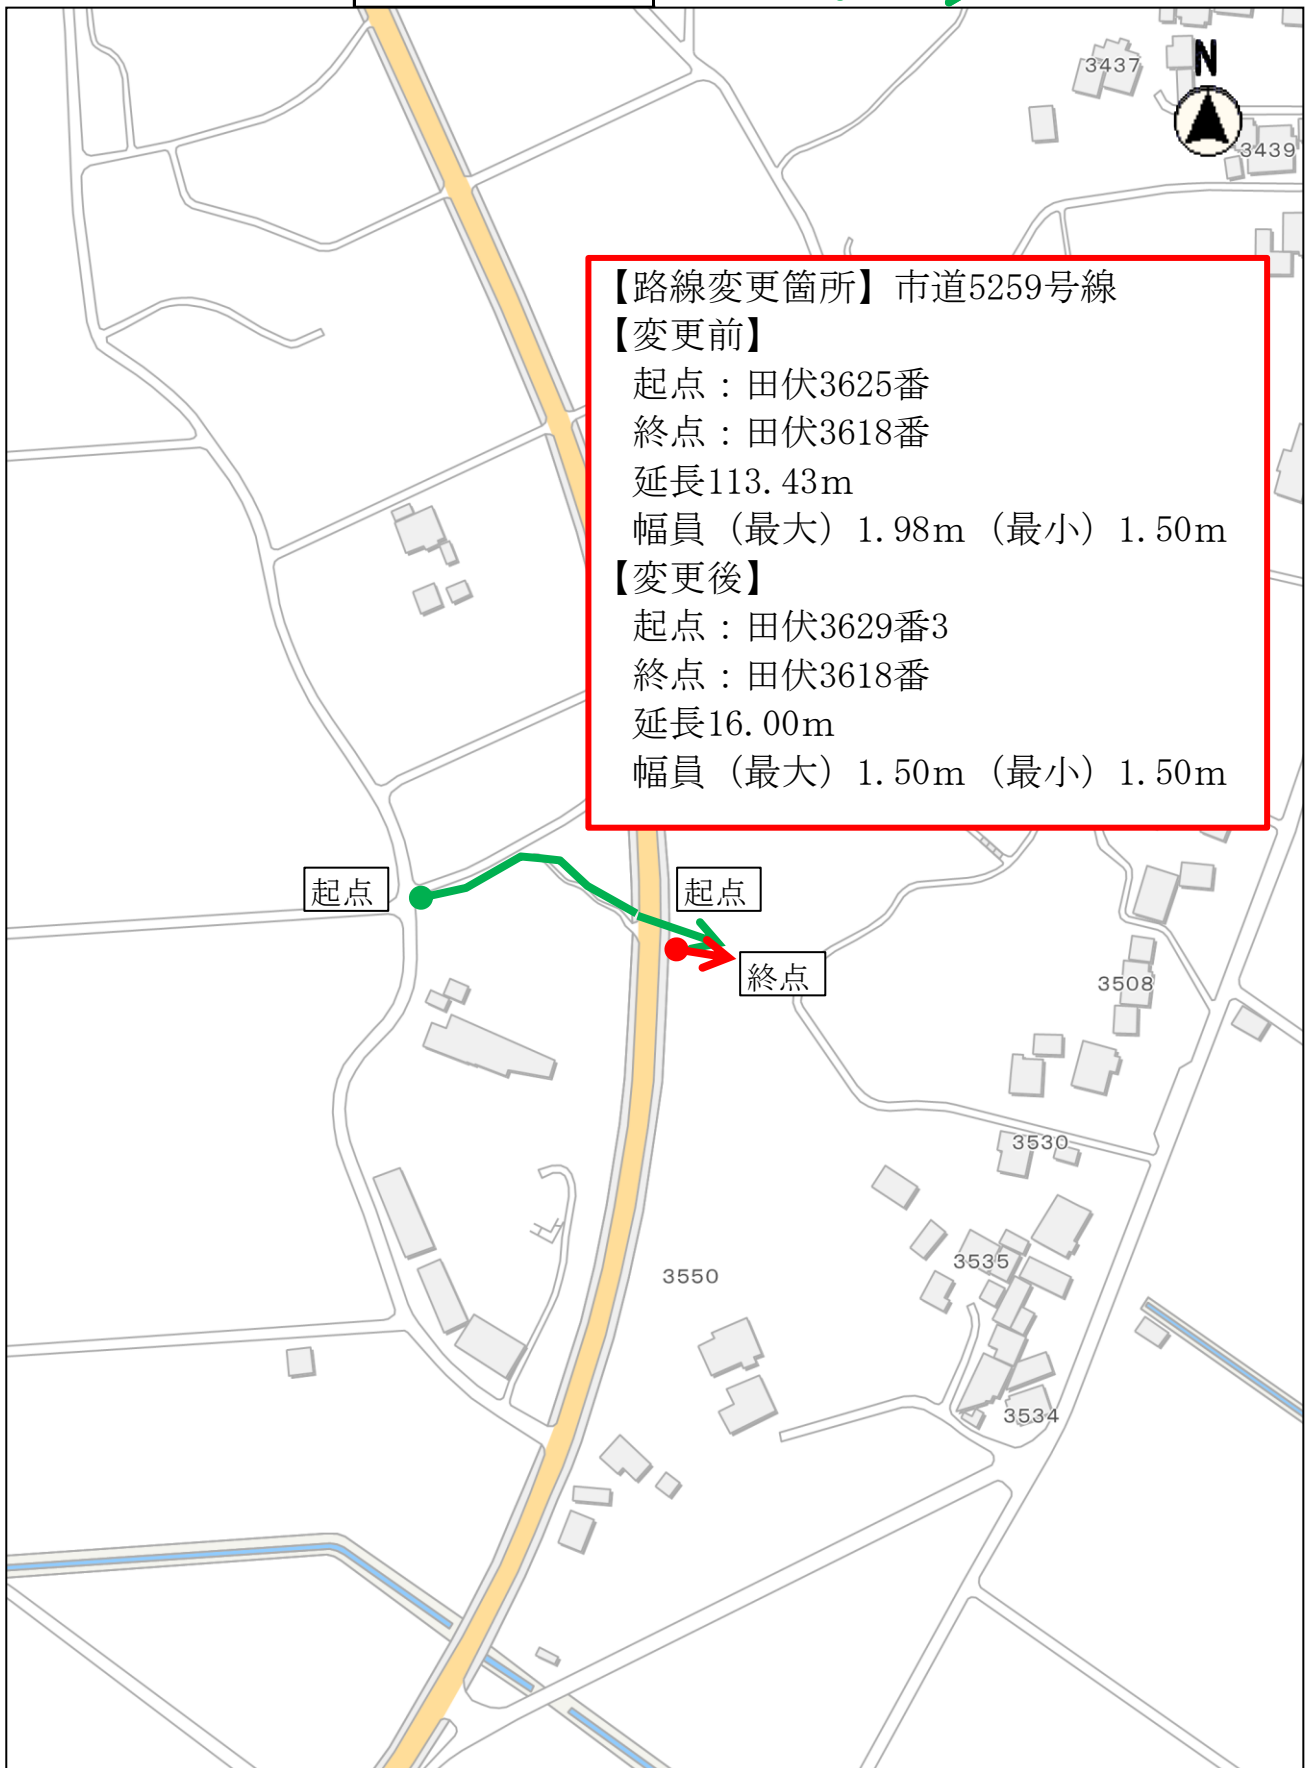 N
3437
3439
【路線変更箇所】市道5259号線
【変更前】
起点：田伏3625番
終点：田伏3618番
延長113.43m
幅員（最大）1.98m（最小）1.50m
【変更後】
起点：田伏3629番3
終点：田伏3618番
延長16.00m
幅員（最大）1.50m（最小）1.50m
起点
起点
終点
3508
3530
3535
3550
3534